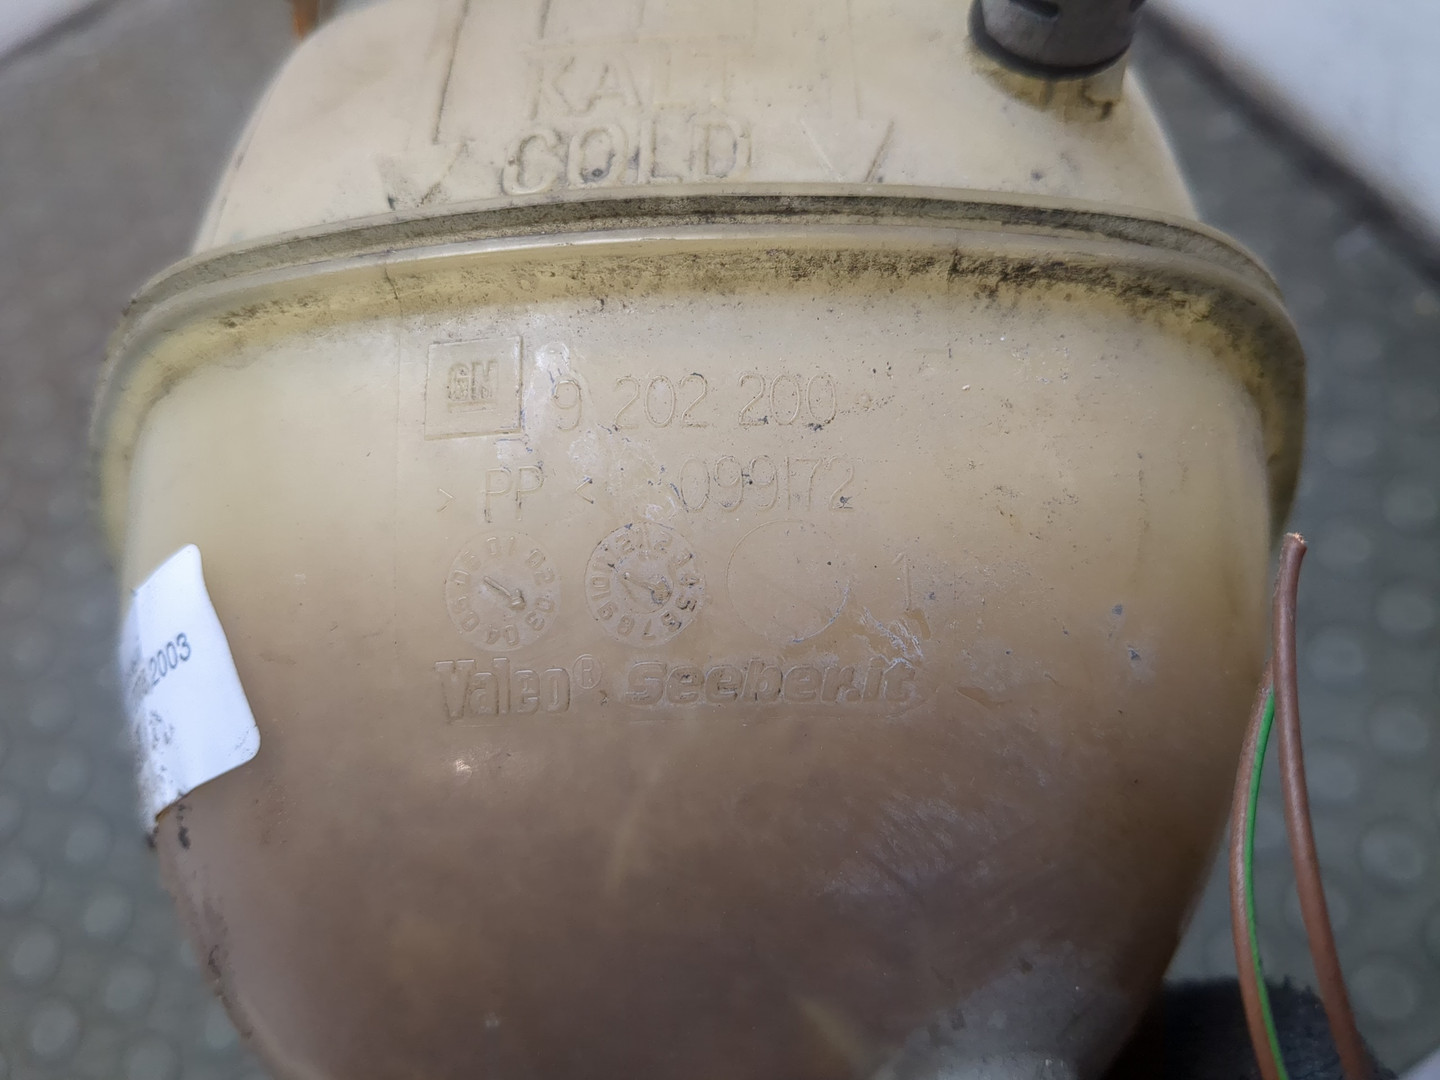 KALT
COLD
GM 9 202 200
> PP < 099172
1
Valeo® Seeber.it
2003